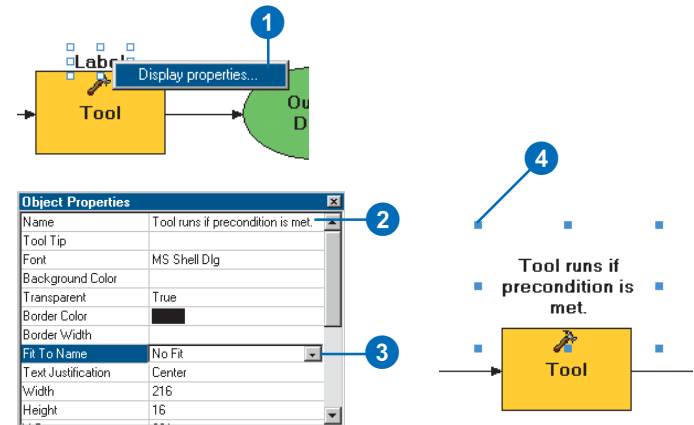 1
Label
Display properties...
Tool
Ou
D
Object Properties
Name Tool runs if precondition is met.
2
Tool Tip
Font MS Shell Dlg
Background Color
Transparent True
Border Color
Border Width
Fit To Name No Fit
3
Text Justification Center
Width 216
Height 16
4
Tool runs if
precondition is
met.
Tool